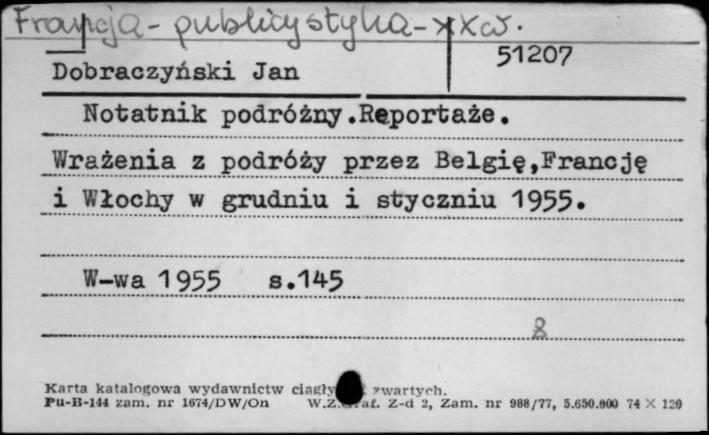 Francja - publicystyka - XX w.
51207
Dobraczyński Jan
Notatnik podróżny.Reportaże.
Wrażenia z podróży przez Belgię,Francję
i Włochy w grudniu i styczniu 1955.
W-wa 1955 s.145
8
Karta katalogowa wydawnictw zwartych.
Pu-B-144 zam. nr 1674/DW/On W.Z.Graf. Z-d 2, Zam. nr 988/77, 5.650.000 74 X 120